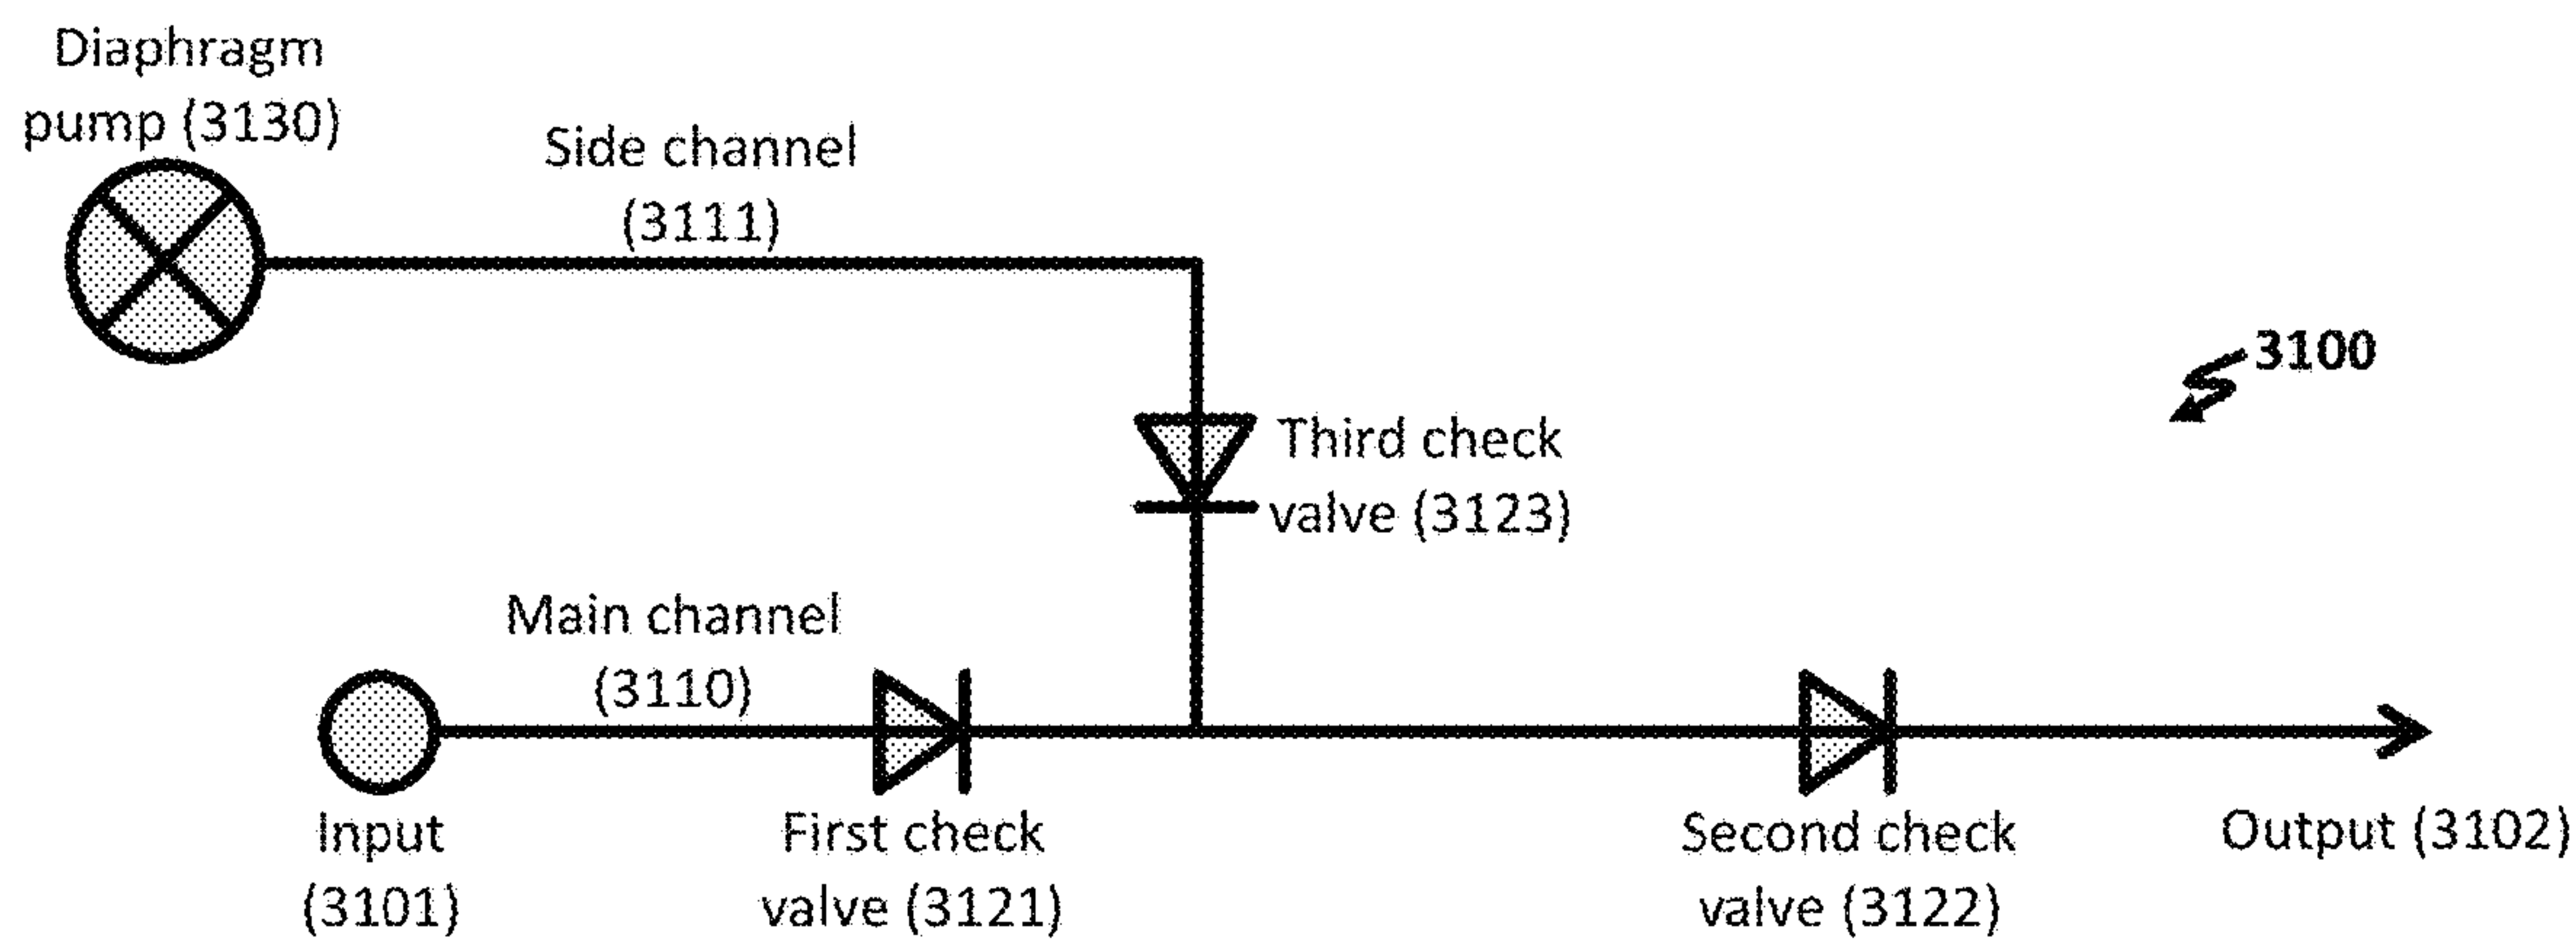 Diaphragm
pump (3130)
Side channel
(3111)
3100
Third check
valve (3123)
Main channel
(3110)
Input
(3101)
First check
valve (3121)
Second check
valve (3122)
Output (3102)